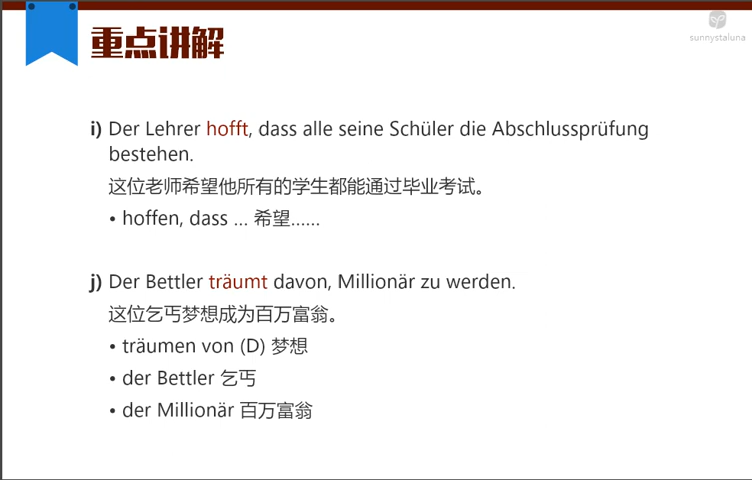 重点讲解
sunnystaluna
i) Der Lehrer hofft, dass alle seine Schüler die Abschlussprüfung
bestehen.
这位老师希望他所有的学生都能通过毕业考试。
• hoffen, dass ... 希望......
j) Der Bettler träumt davon, Millionär zu werden.
这位乞丐梦想成为百万富翁。
• träumen von (D) 梦想
• der Bettler 乞丐
• der Millionär 百万富翁